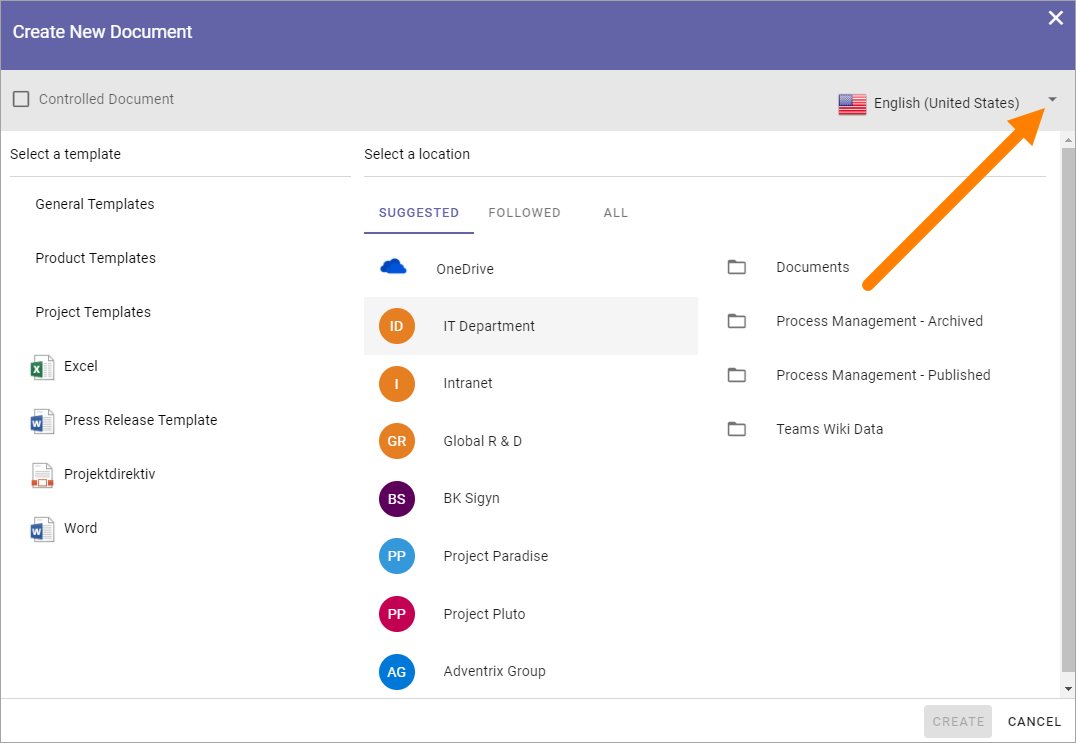 Create New Document
Controlled Document
English (United States)
Select a template
General Templates
Product Templates
Project Templates
Excel
Press Release Template
Projektdirektiv
Word
Select a location
SUGGESTED FOLLOWED ALL
OneDrive
ID IT Department
I Intranet
GR Global R & D
BS BK Sigyn
PP Project Paradise
PP Project Pluto
AG Adventrix Group
Documents
Process Management - Archived
Process Management - Published
Teams Wiki Data
CREATE CANCEL